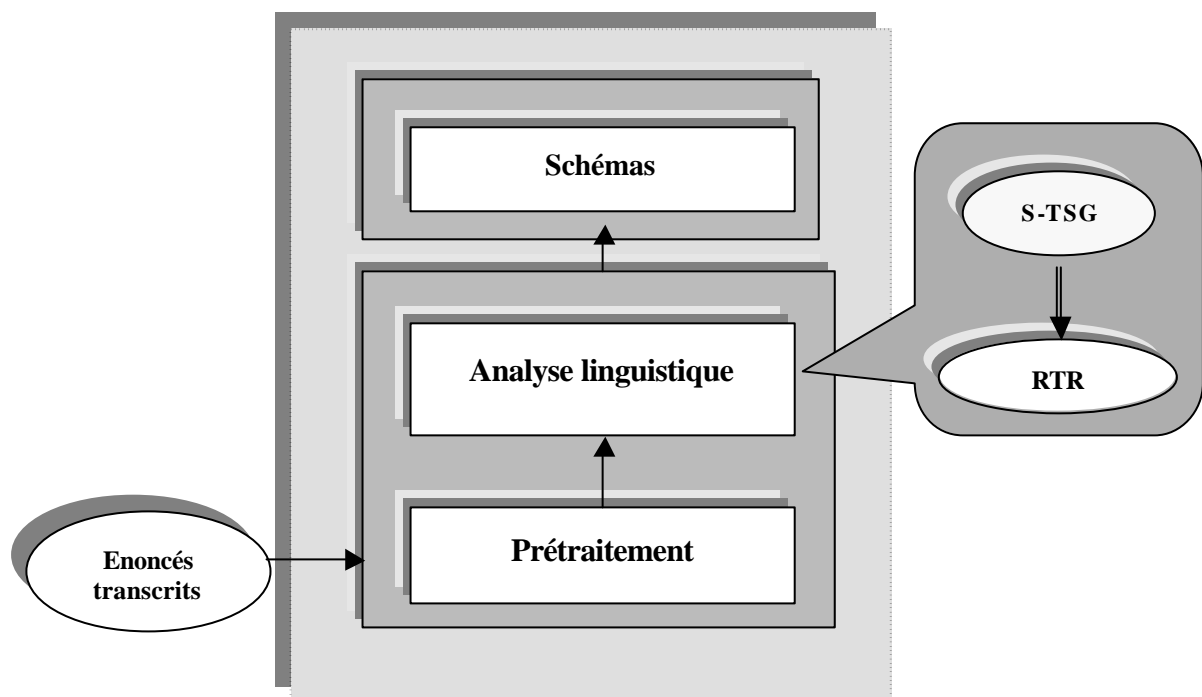 Schémas
S-TSG
Analyse linguistique
RTR
Prétraitement
Enoncés
transcrits